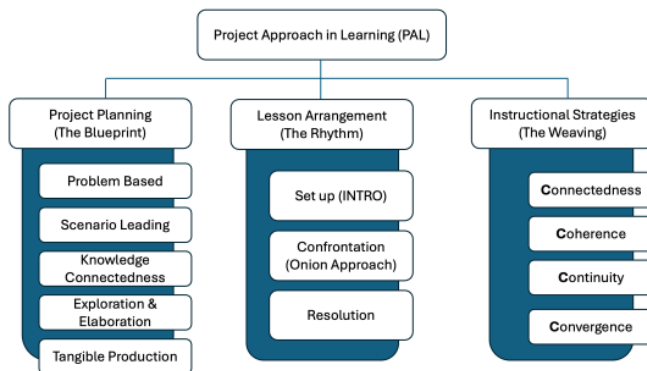 Project Approach in Learning (PAL)
Project Planning
(The Blueprint)
Problem Based
Scenario Leading
Knowledge
Connectedness
Exploration &
Elaboration
Tangible Production
Lesson Arrangement
(The Rhythm)
Set up (INTRO)
Confrontation
(Onion Approach)
Resolution
Instructional Strategies
(The Weaving)
Connectedness
Coherence
Continuity
Convergence